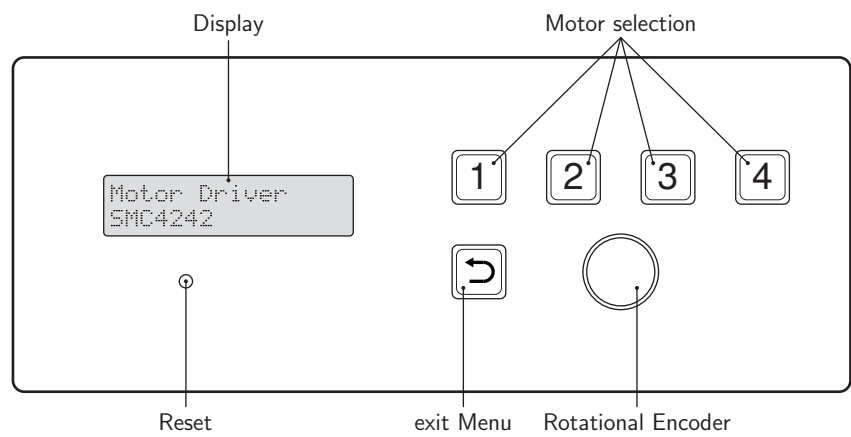 Display
Motor selection
1 2 3 4
Motor Driver
SMC4242
Reset
exit Menu
Rotational Encoder